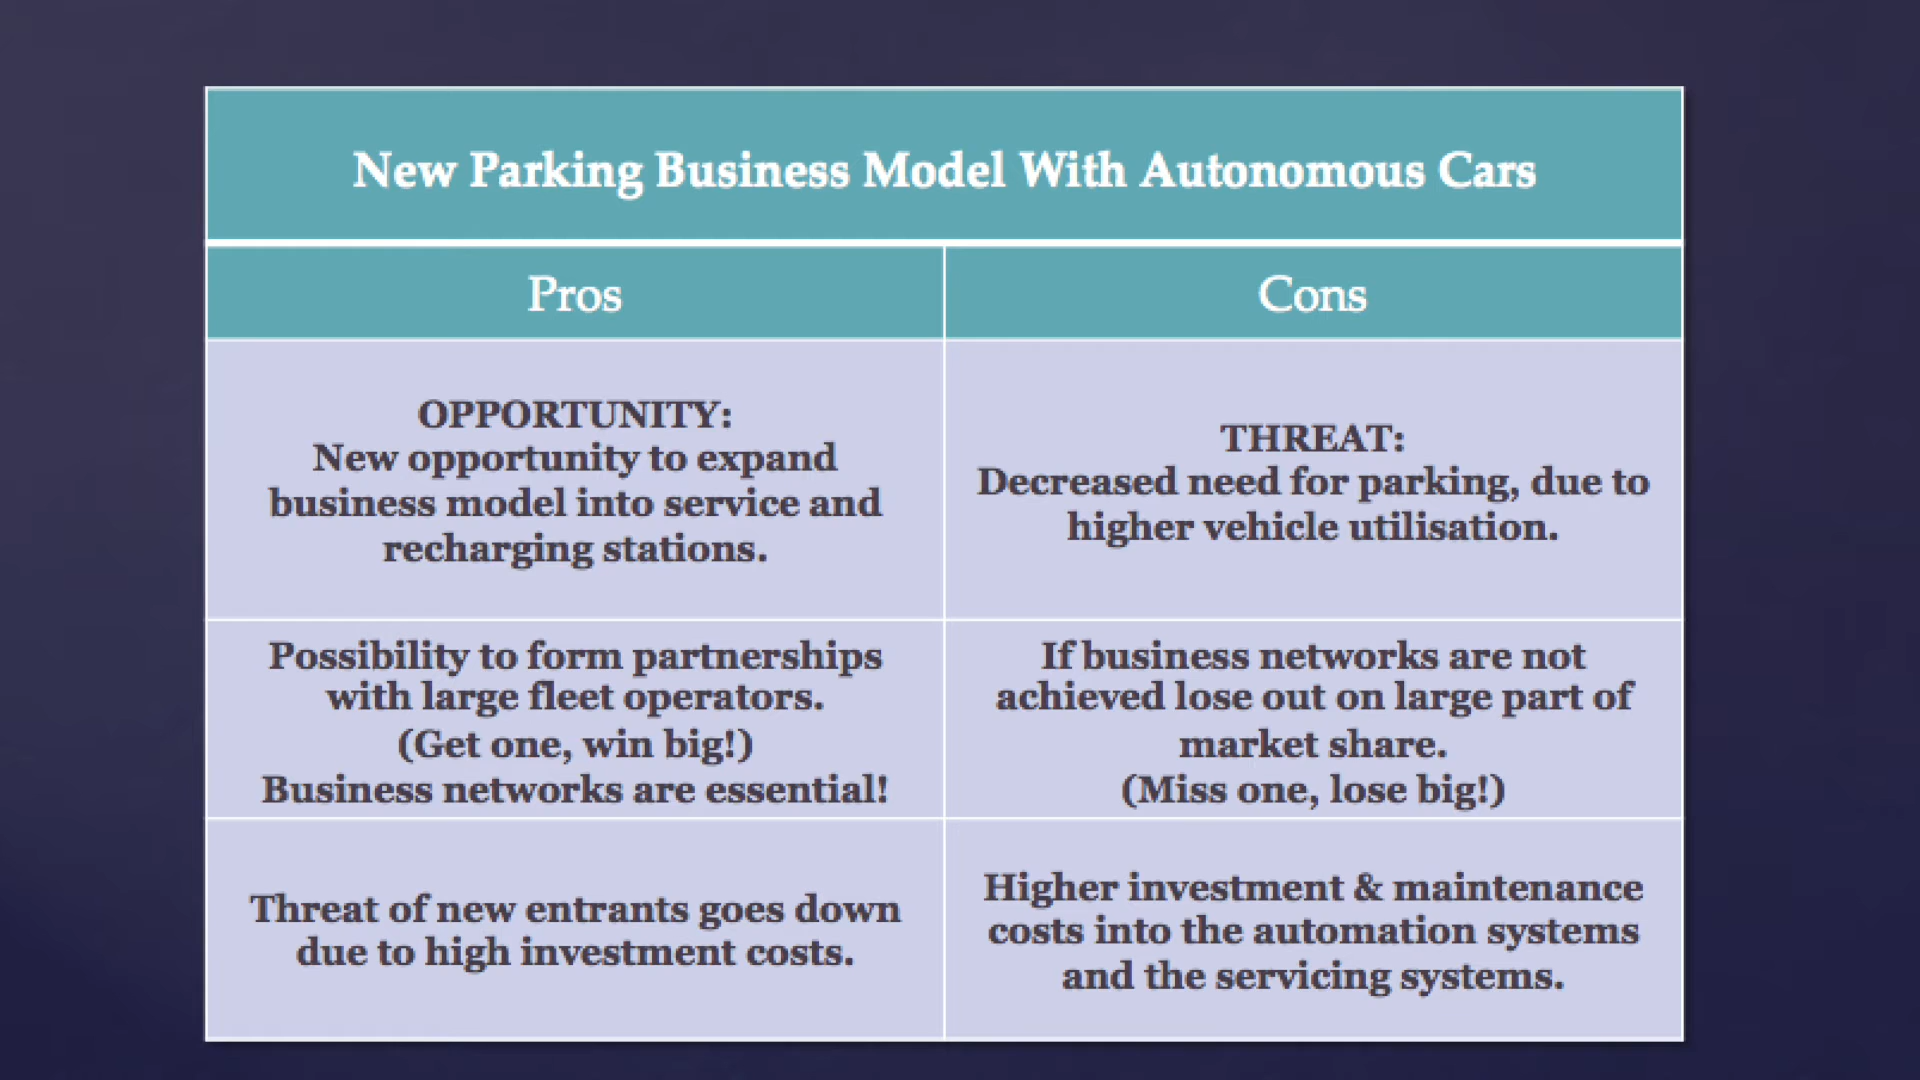 New Parking Business Model With Autonomous Cars
Pros
Cons
OPPORTUNITY:
New opportunity to expand
business model into service and
recharging stations.
THREAT:
Decreased need for parking, due to
higher vehicle utilisation.
Possibility to form partnerships
with large fleet operators.
(Get one, win big!)
Business networks are essential!
If business networks are not
achieved lose out on large part of
market share.
(Miss one, lose big!)
Threat of new entrants goes down
due to high investment costs.
Higher investment & maintenance
costs into the automation systems
and the servicing systems.